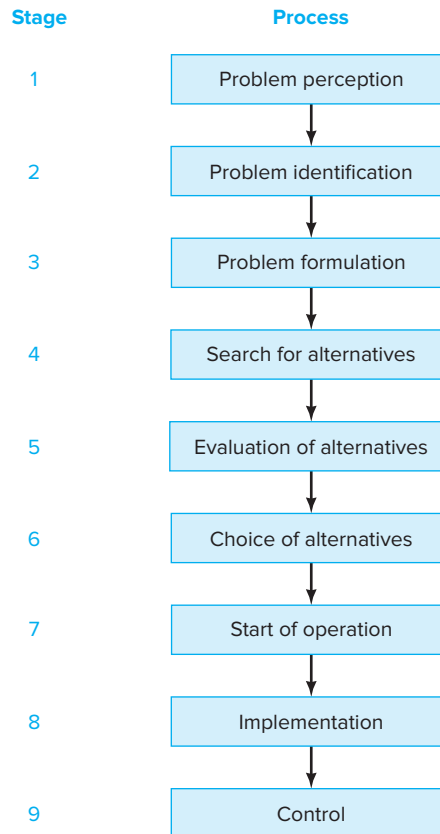 Stage Process
1 Problem perception
2 Problem identification
3 Problem formulation
4 Search for alternatives
5 Evaluation of alternatives
6 Choice of alternatives
7 Start of operation
8 Implementation
9 Control